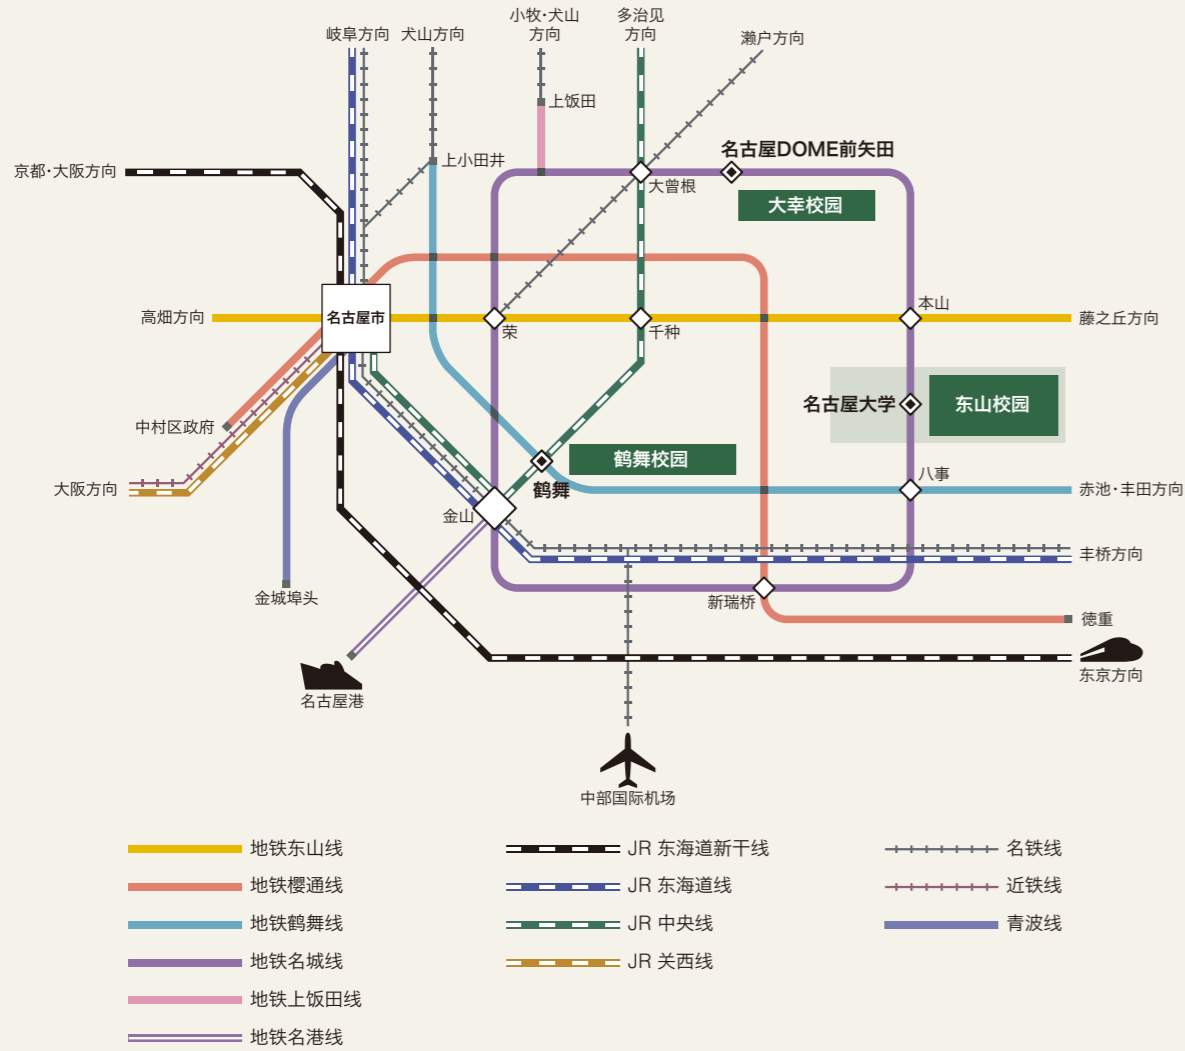 小牧·犬山
方向
多治见
方向
岐阜方向
犬山方向
濑户方向
上饭田
名古屋DOME前矢田
上小田井
京都·大阪方向
大曾根
大幸校园
本山
高畑方向
名古屋市
荣
千种
藤之丘方向
名古屋大学
东山校园
中村区政府
鹤舞校园
八事
大阪方向
鹤舞
赤池·丰田方向
金山
丰桥方向
金城埠头
新瑞桥
德重
名古屋港
东京方向
中部国际机场
地铁东山线
地铁樱通线
地铁鹤舞线
地铁名城线
地铁上饭田线
地铁名港线
JR 东海道新干线
JR 东海道线
JR 中央线
JR 关西线
名铁线
近铁线
青波线